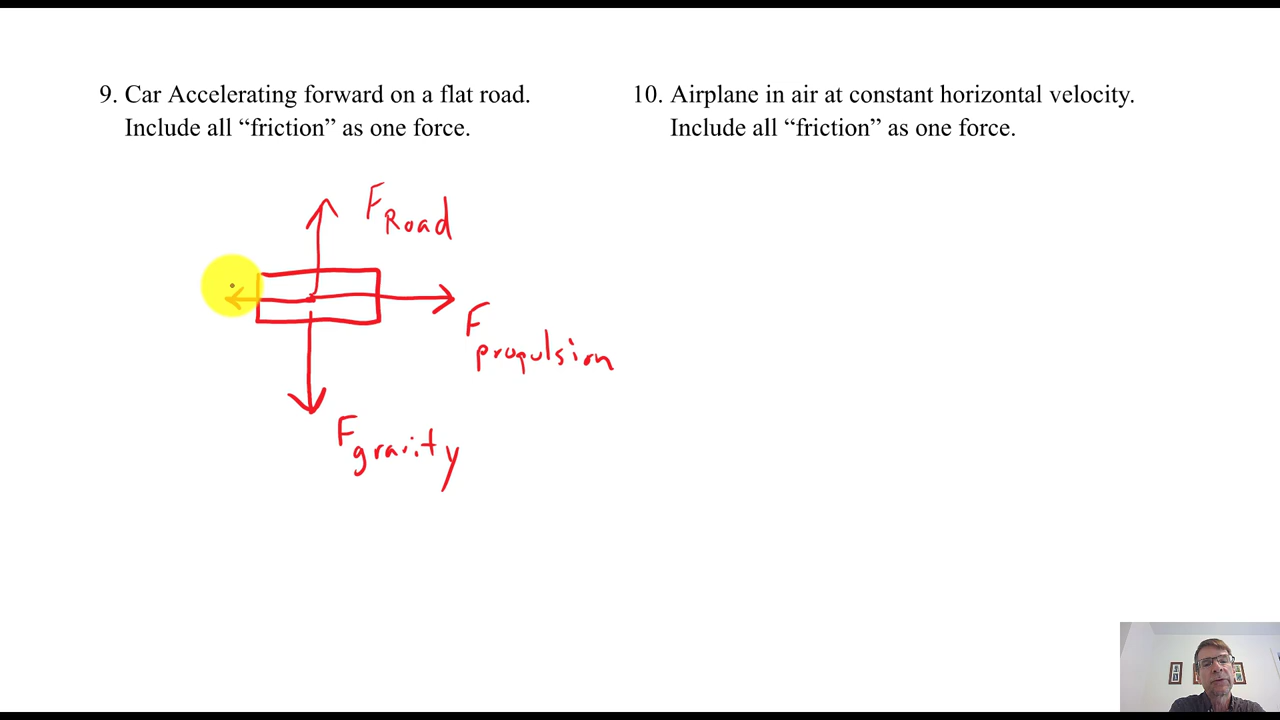 9. Car Accelerating forward on a flat road.
Include all “friction” as one force.
10. Airplane in air at constant horizontal velocity.
Include all “friction” as one force.
F Road
F propulsion
F gravity